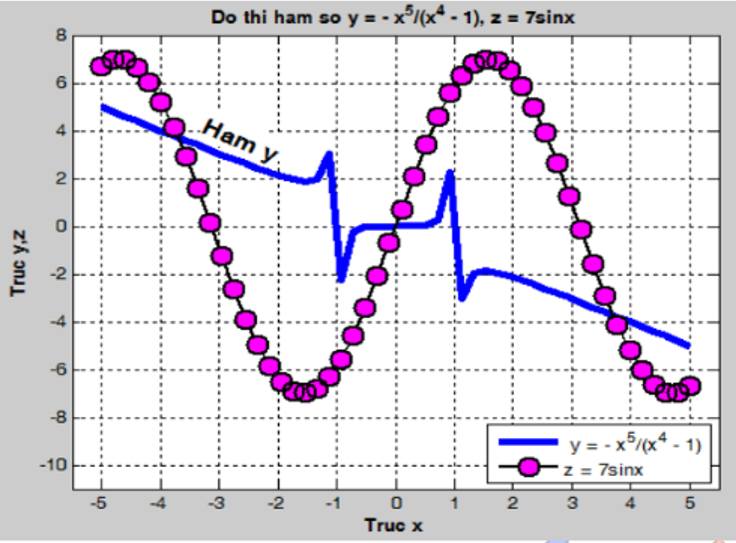 Do thi ham so y = - x⁵/(x⁴ - 1), z = 7sinx
Truc y,z
8
6
4
2
0
-2
-4
-6
-8
-10
Ham y
y = - x⁵/(x⁴ - 1)
z = 7sinx
-5 -4 -3 -2 -1 0 1 2 3 4 5
Truc x